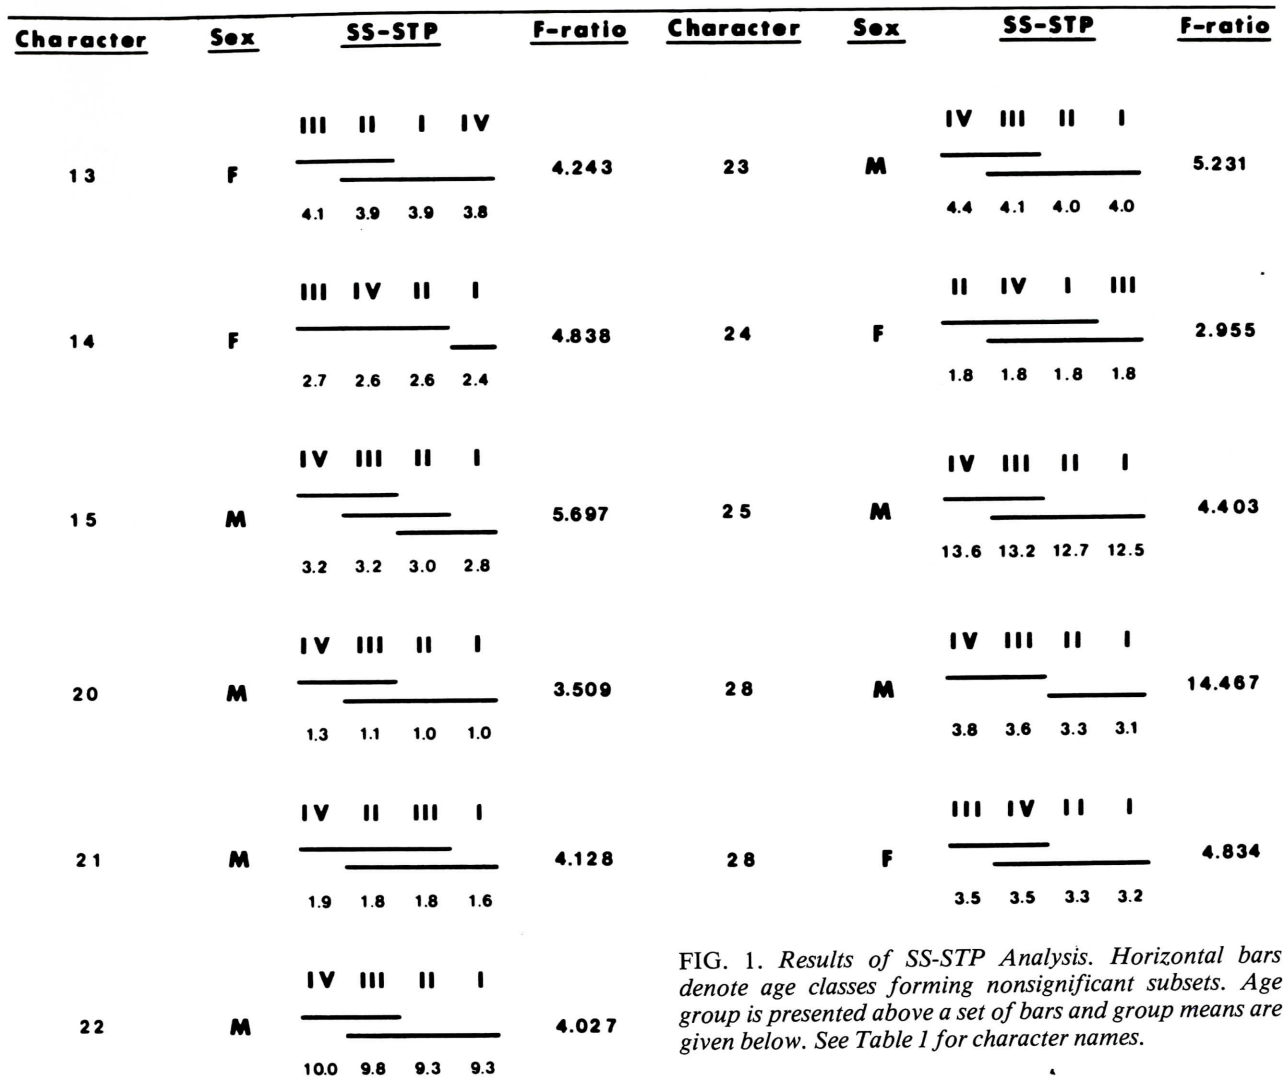 Character Sex SS-STP F-ratio Character Sex SS-STP F-ratio
III II I IV
13 F 4.243
4.1 3.9 3.9 3.8
IV III II I
23 M 5.231
4.4 4.1 4.0 4.0
III IV II I
14 F 4.838
2.7 2.6 2.6 2.4
II IV I III
24 F 2.955
1.8 1.8 1.8 1.8
IV III II I
15 M 5.697
3.2 3.2 3.0 2.8
IV III II I
25 M 4.403
13.6 13.2 12.7 12.5
IV III II I
20 M 3.509
1.3 1.1 1.0 1.0
IV III II I
28 M 14.467
3.8 3.6 3.3 3.1
IV II III I
21 M 4.128
1.9 1.8 1.8 1.6
III IV II I
28 F 4.834
3.5 3.5 3.3 3.2
IV III II I
22 M 4.027
10.0 9.8 9.3 9.3
FIG. 1. Results of SS-STP Analysis. Horizontal bars
denote age classes forming nonsignificant subsets. Age
group is presented above a set of bars and group means are
given below. See Table 1 for character names.